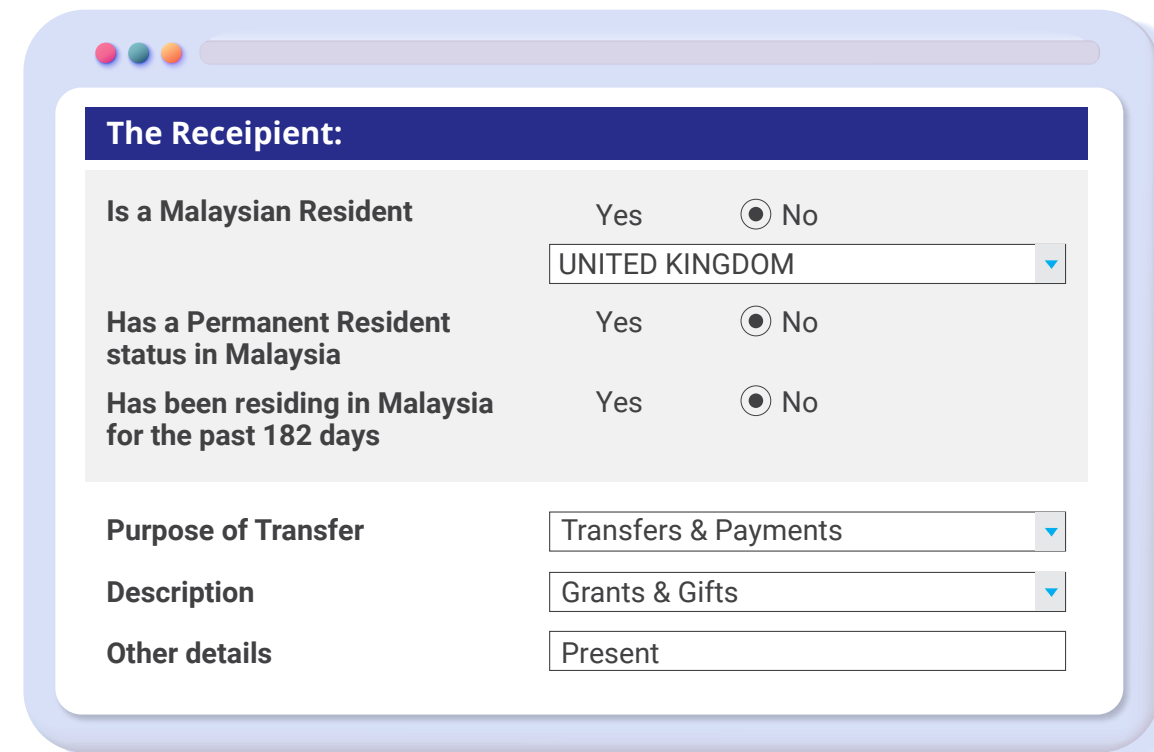 The Receipient:
Is a Malaysian Resident Yes No
UNITED KINGDOM
Has a Permanent Resident Yes No
status in Malaysia
Has been residing in Malaysia Yes No
for the past 182 days
Purpose of Transfer Transfers & Payments
Description Grants & Gifts
Other details Present